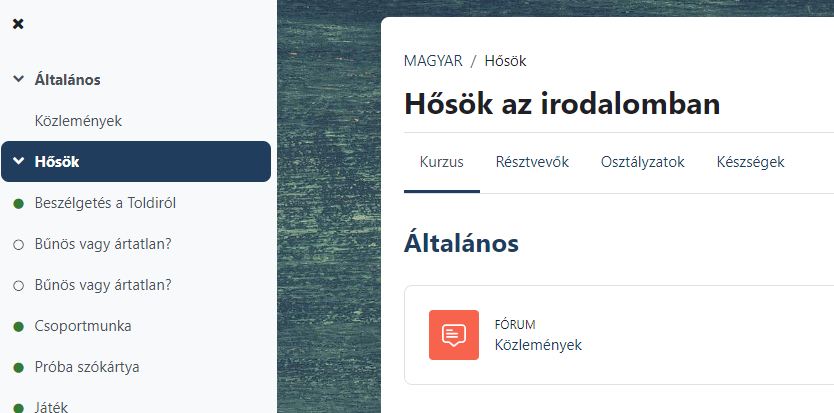 Általános
Közlemények
Hősök
Beszélgetés a Toldiról
Bűnös vagy ártatlan?
Bűnös vagy ártatlan?
Csoportmunka
Próba szókártya
Játék
MAGYAR / Hősök
Hősök az irodalomban
Kurzus Résztvevők Osztályzatok Készségek
Általános
FÓRUM
Közlemények